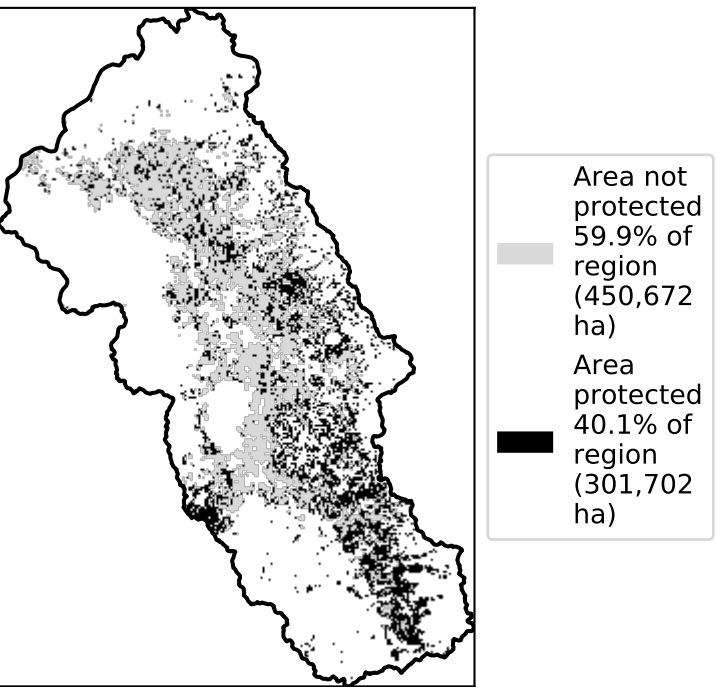 Area not
protected
59.9% of
region
(450,672
ha)
Area
protected
40.1% of
region
(301,702
ha)